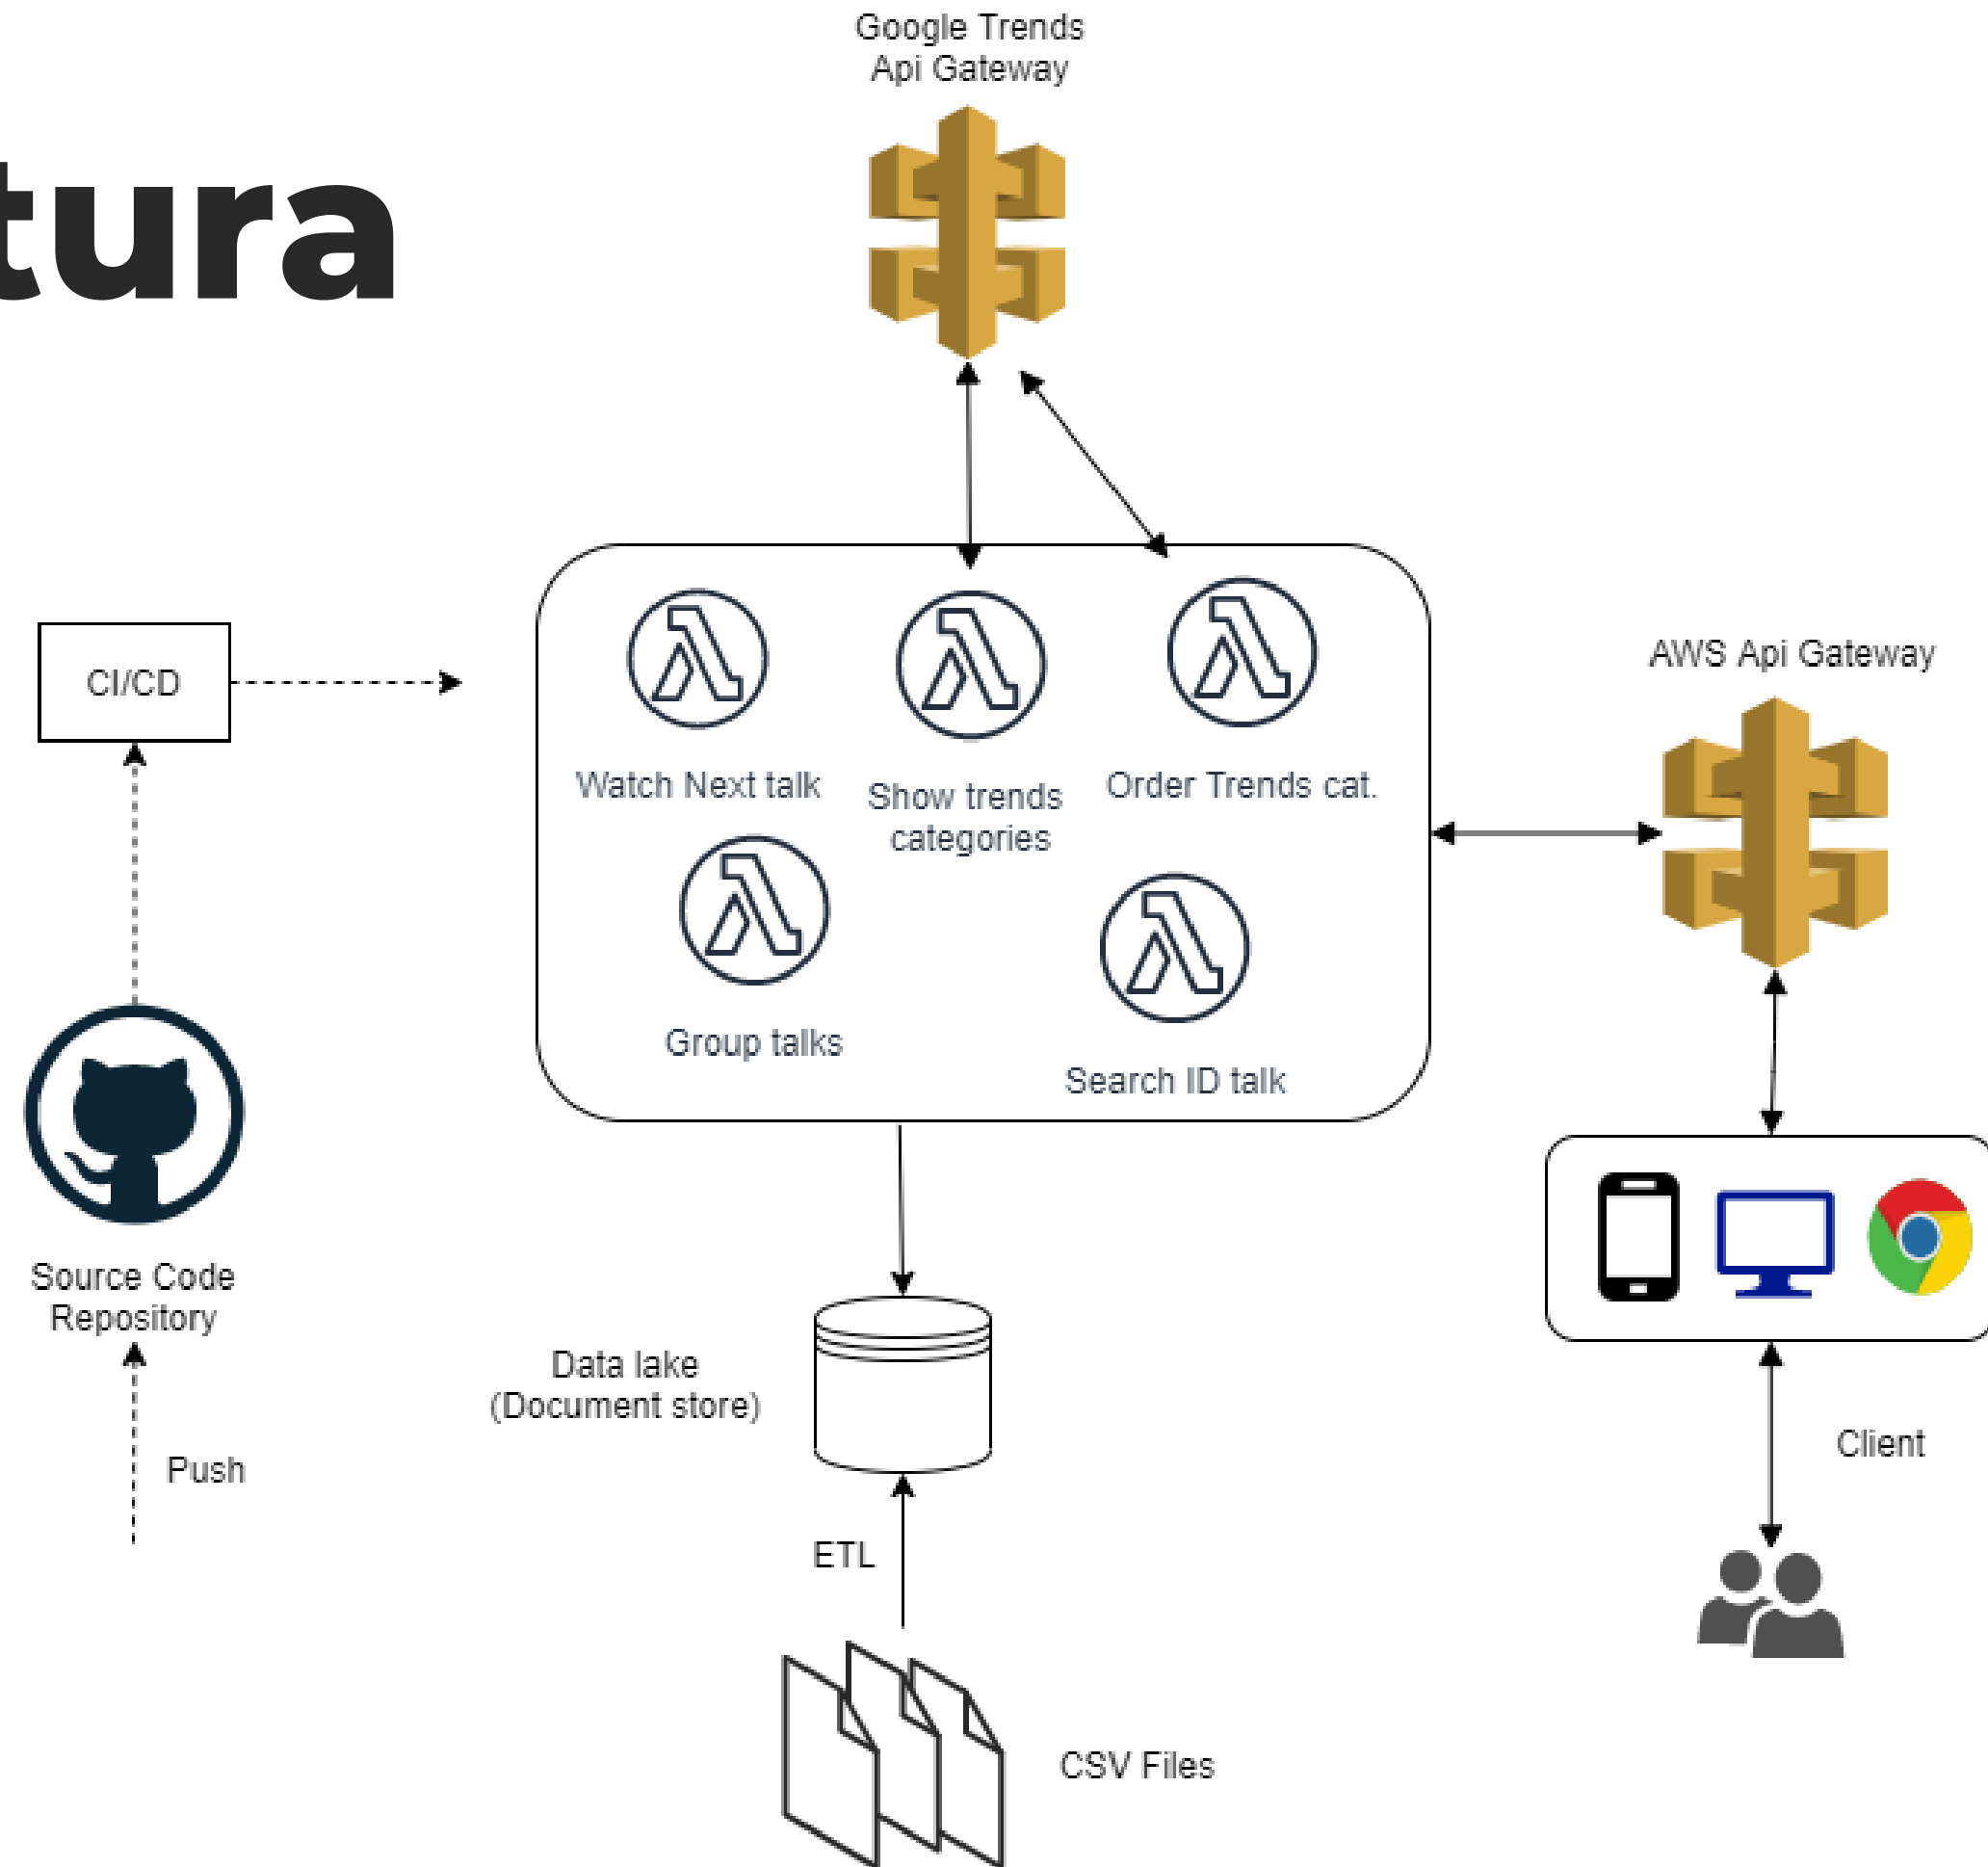 Google Trends
Api Gateway
tura
CI/CD
AWS Api Gateway
Watch Next talk
Show trends
categories
Order Trends cat.
Group talks
Search ID talk
Source Code
Repository
Push
Data lake
(Document store)
ETL
CSV Files
Client